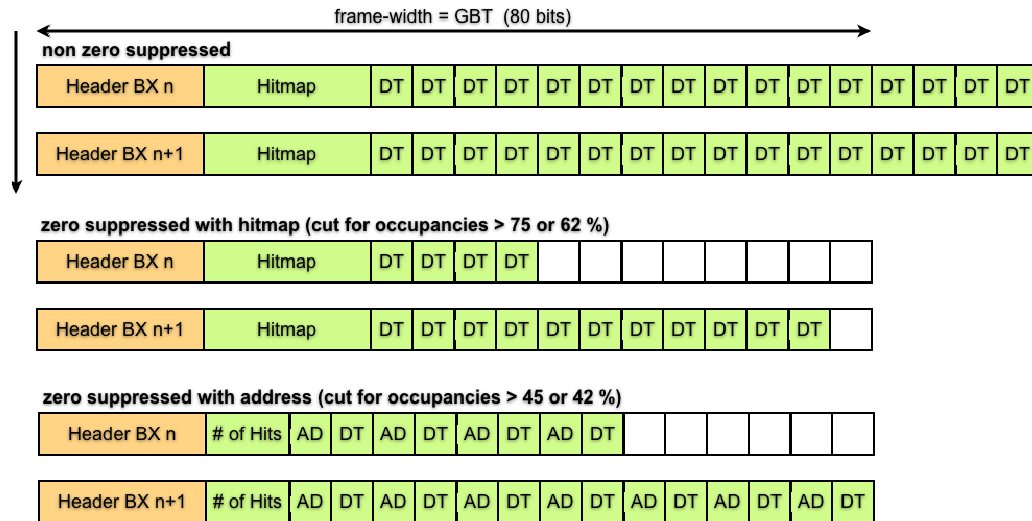 frame-width = GBT (80 bits)
non zero suppressed
Header BX n Hitmap DT DT DT DT DT DT DT DT DT DT DT DT DT DT DT DT
Header BX n+1 Hitmap DT DT DT DT DT DT DT DT DT DT DT DT DT DT DT DT
zero suppressed with hitmap (cut for occupancies > 75 or 62 %)
Header BX n Hitmap DT DT DT DT
Header BX n+1 Hitmap DT DT DT DT DT DT DT DT DT DT DT
zero suppressed with address (cut for occupancies > 45 or 42 %)
Header BX n # of Hits AD DT AD DT AD DT AD DT
Header BX n+1 # of Hits AD DT AD DT AD DT AD DT AD DT AD DT AD DT